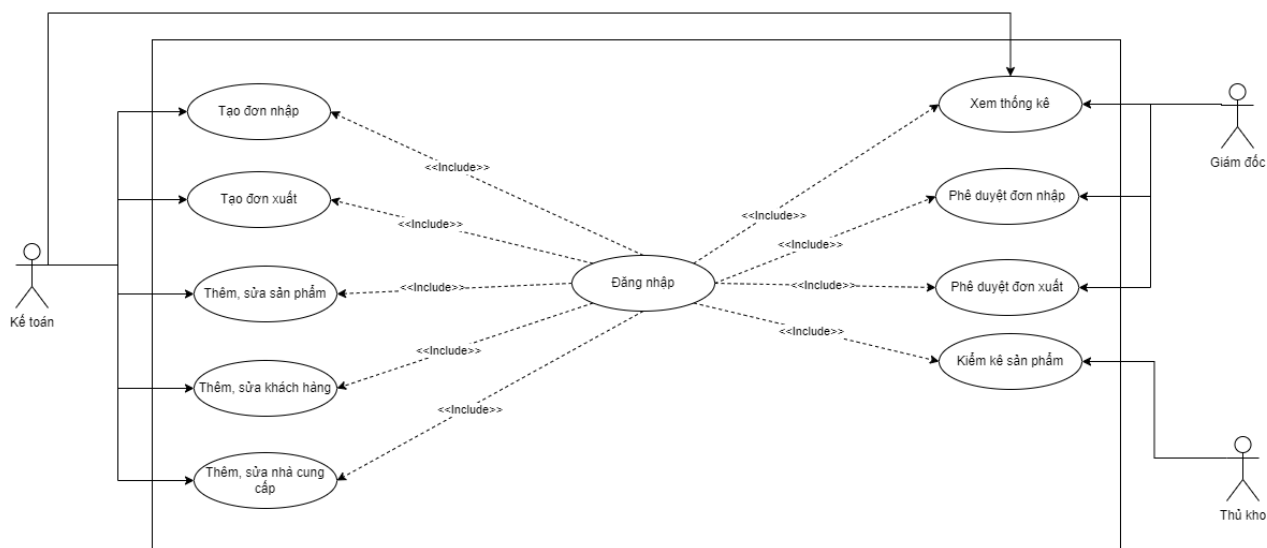 Tạo đơn nhập
Xem thống kê
Giám đốc
<<Include>>
Tạo đơn xuất
Phê duyệt đơn nhập
<<Include>>
<<Include>>
<<Include>>
Đăng nhập
Thêm, sửa sản phẩm
<<Include>>
<<Include>>
Phê duyệt đơn xuất
Kế toán
<<Include>>
<<Include>>
Kiểm kê sản phẩm
Thêm, sửa khách hàng
<<Include>>
Thêm, sửa nhà cung
cấp
Thủ kho